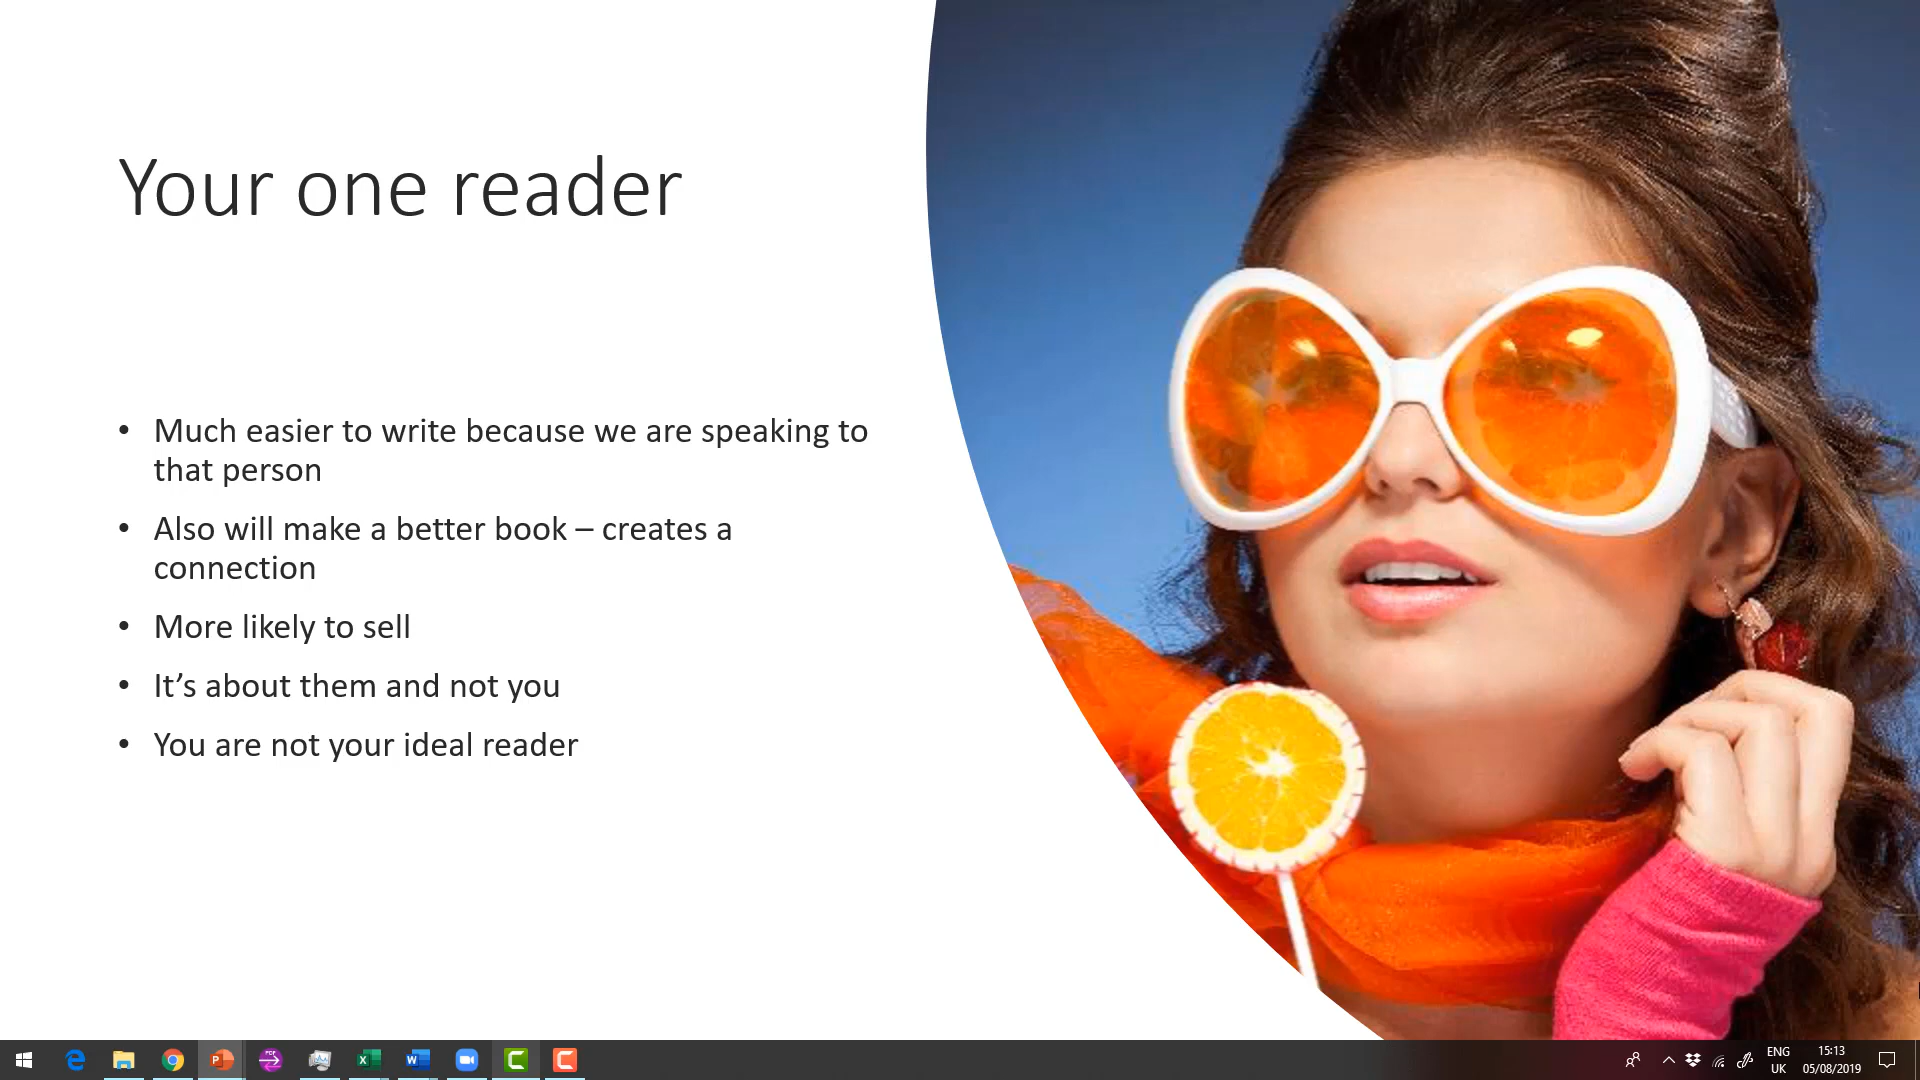 Your one reader
• Much easier to write because we are speaking to
that person
• Also will make a better book – creates a
connection
• More likely to sell
• It’s about them and not you
• You are not your ideal reader
ENG
UK
15:13
05/08/2019